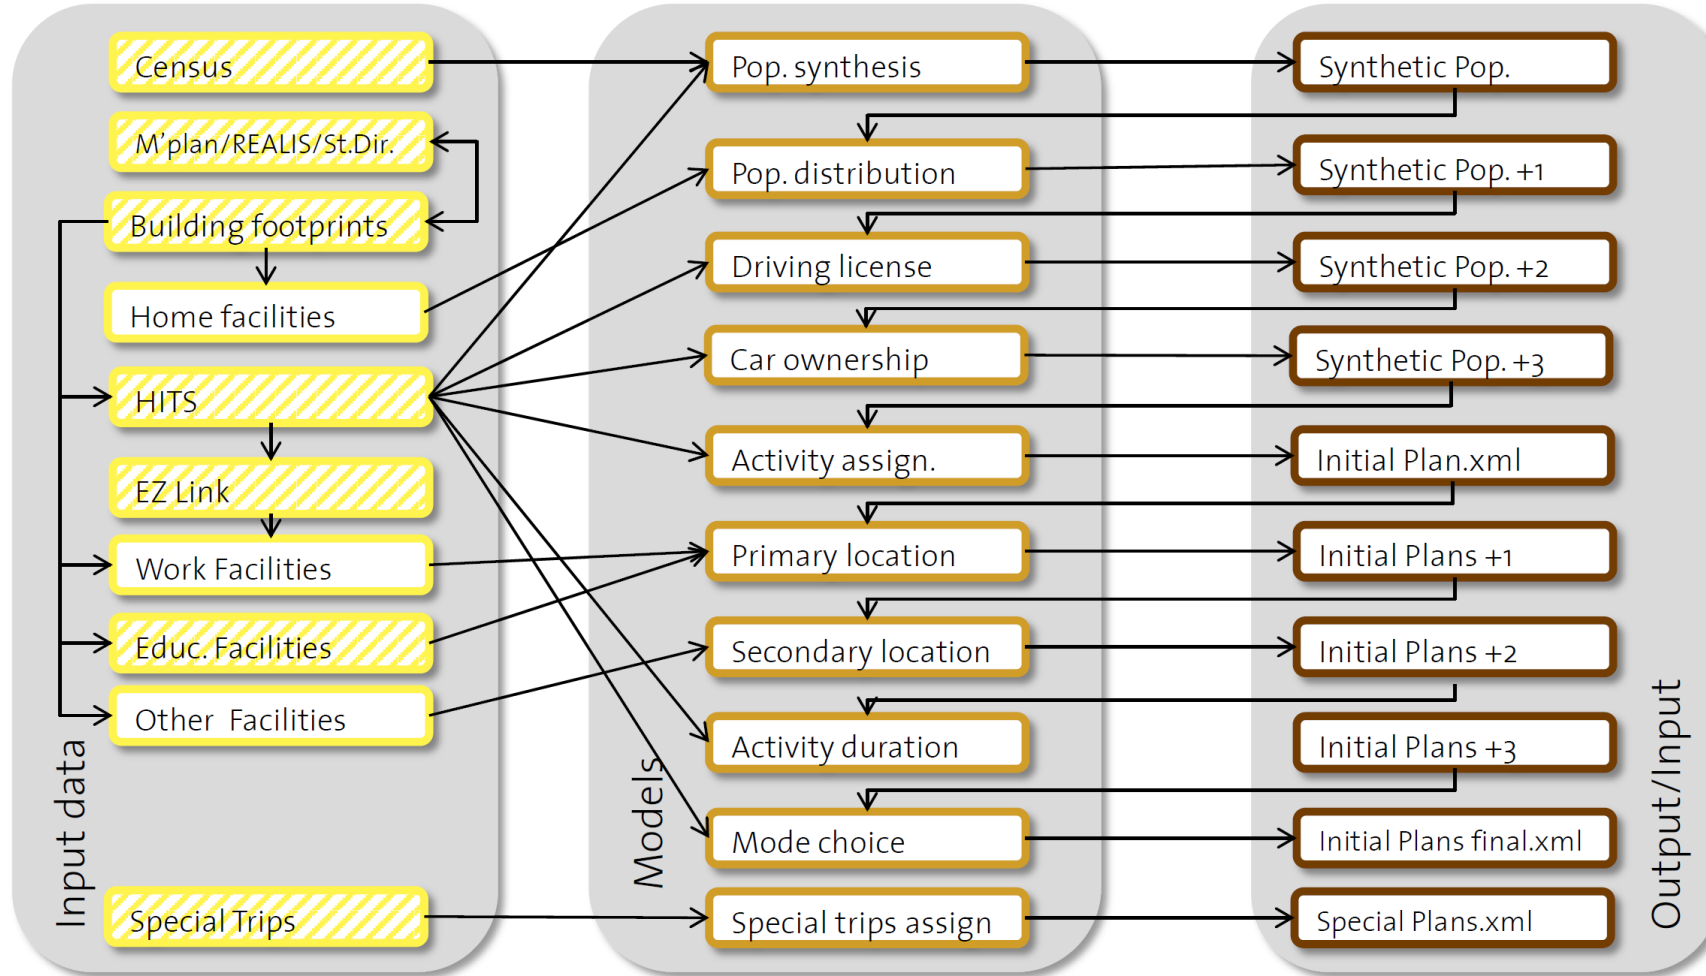 Census
M'plan/REALIS/St.Dir.
Building footprints
Home facilities
HITS
EZ Link
Work Facilities
Educ. Facilities
Other Facilities
Special Trips
Input data
Pop. synthesis
Pop. distribution
Driving license
Car ownership
Activity assign.
Primary location
Secondary location
Activity duration
Mode choice
Special trips assign
Models
Synthetic Pop.
Synthetic Pop. +1
Synthetic Pop. +2
Synthetic Pop. +3
Initial Plan.xml
Initial Plans +1
Initial Plans +2
Initial Plans +3
Initial Plans final.xml
Special Plans.xml
Output/Input